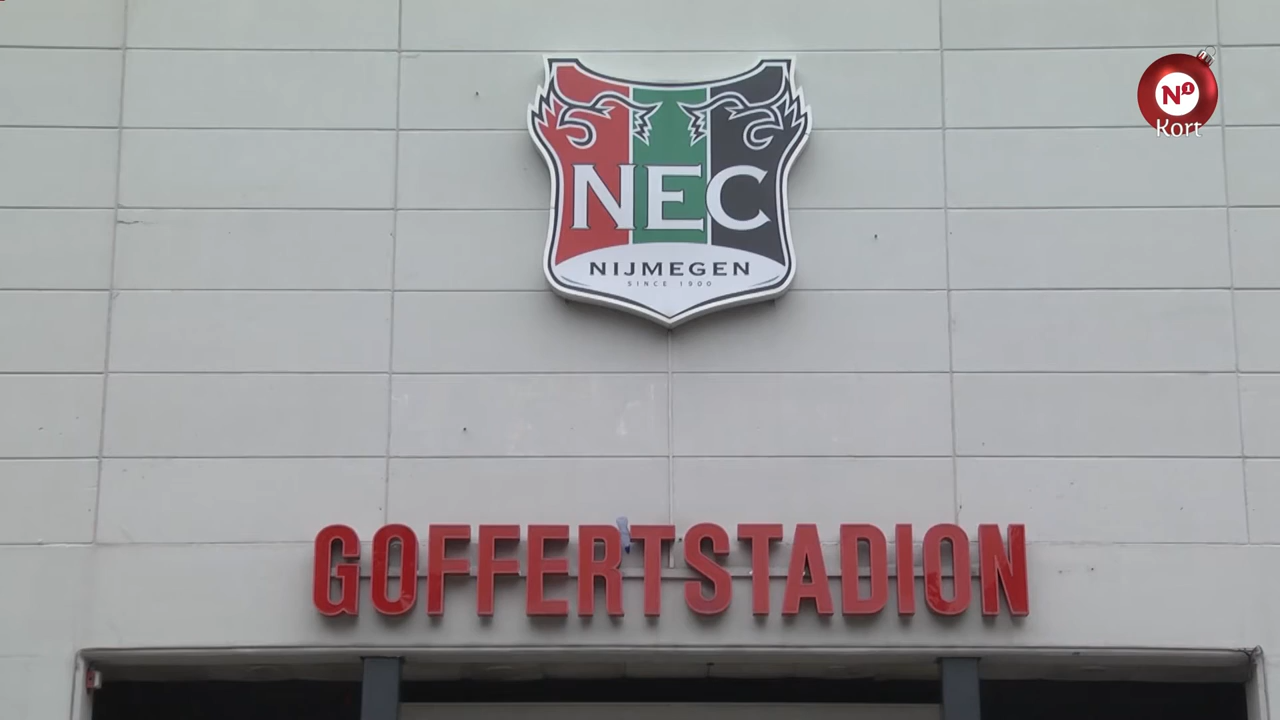 N1
Kort
NEC
NIJMEGEN
SINCE 1900
GOFFERTSTADION